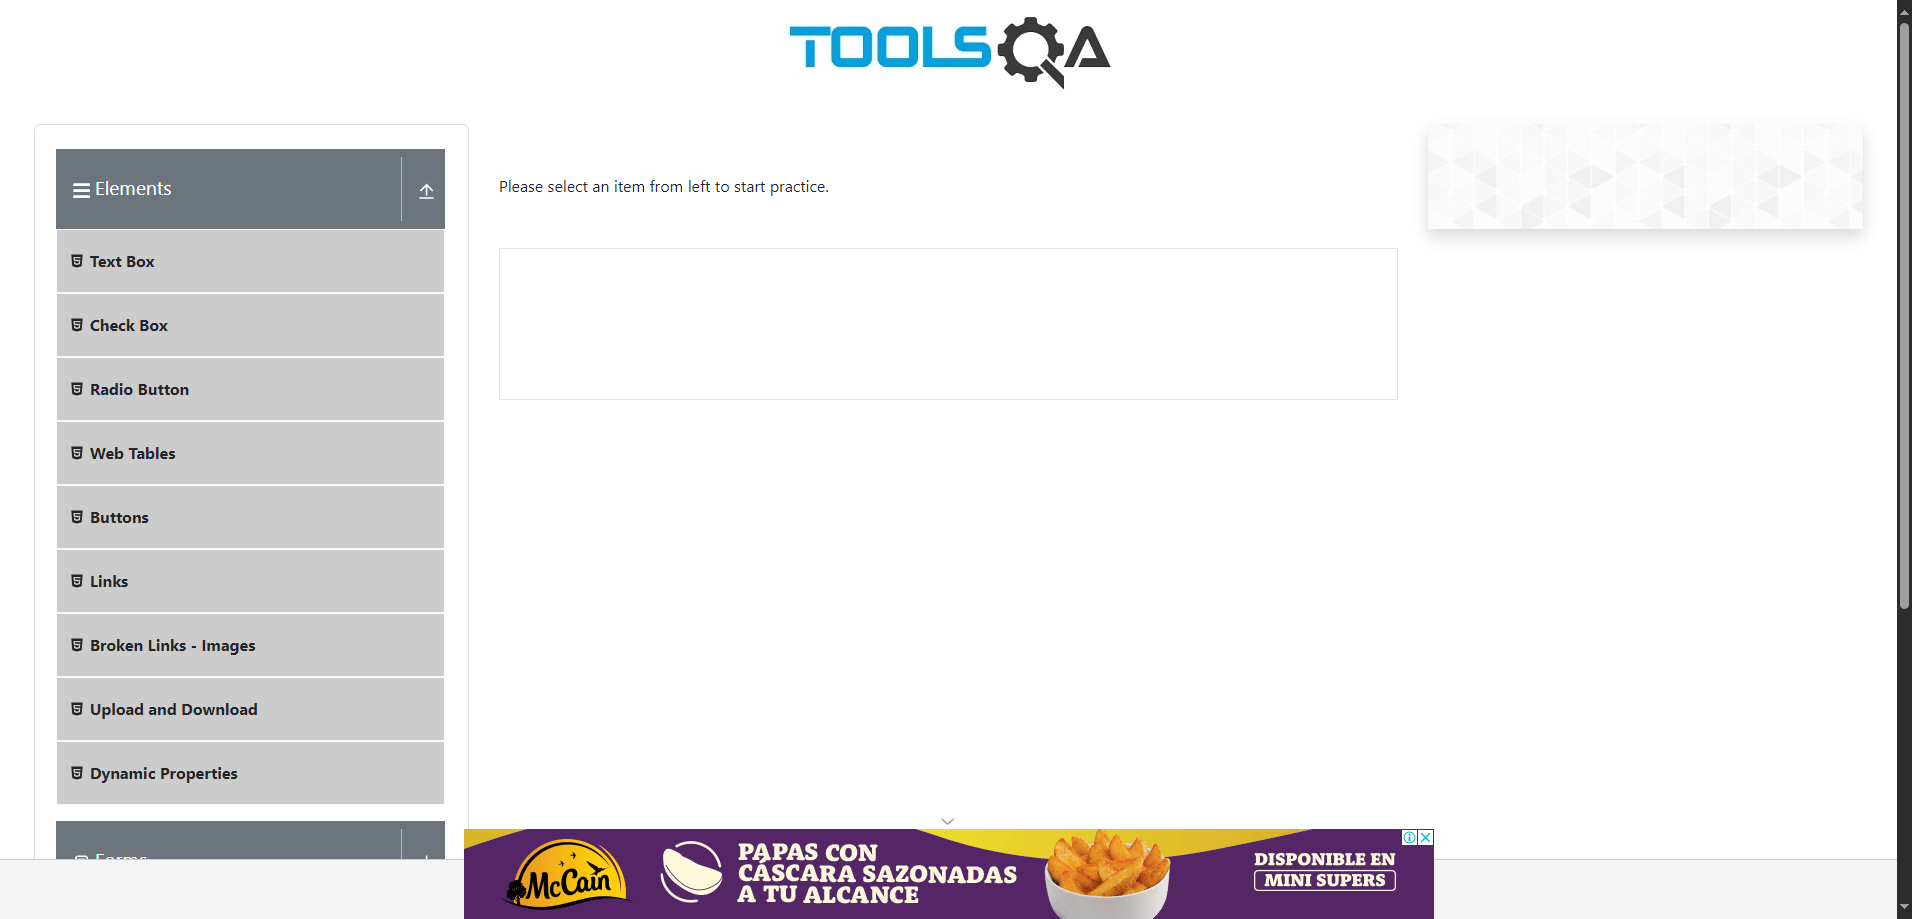 TOOLSQA
Elements
Please select an item from left to start practice.
Text Box
Check Box
Radio Button
Web Tables
Buttons
Links
Broken Links - Images
Upload and Download
Dynamic Properties
Forms
McCain
PAPAS CON
CÁSCARA SAZONADAS
A TU ALCANCE
DISPONIBLE EN
MINI SUPERS